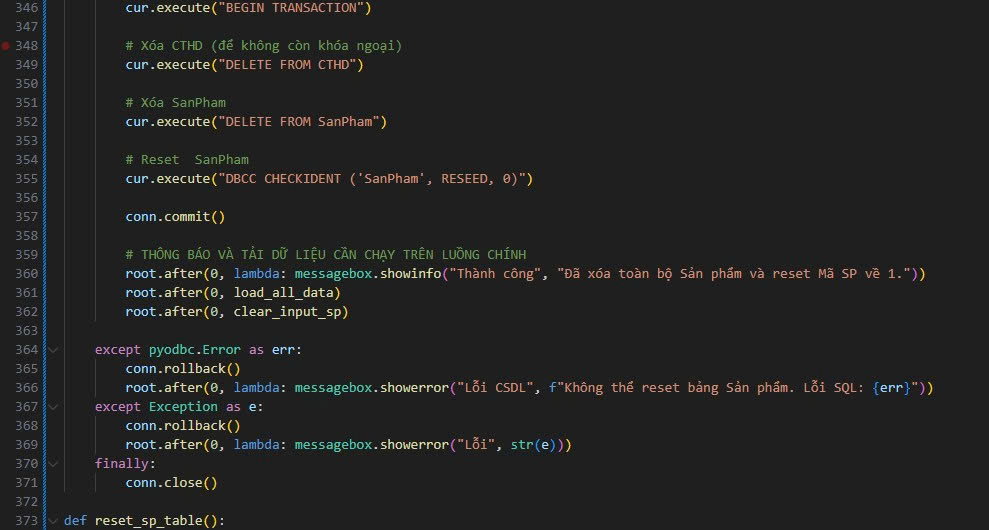 346 cur.execute("BEGIN TRANSACTION")
347
348 # Xóa CTHD (để không còn khóa ngoại)
349 cur.execute("DELETE FROM CTHD")
350
351 # Xóa SanPham
352 cur.execute("DELETE FROM SanPham")
353
354 # Reset  SanPham
355 cur.execute("DBCC CHECKIDENT ('SanPham', RESEED, 0)")
356
357 conn.commit()
358
359 # THÔNG BÁO VÀ TẢI DỮ LIỆU CẦN CHẠY TRÊN LUỒNG CHÍNH
360 root.after(0, lambda: messagebox.showinfo("Thành công", "Đã xóa toàn bộ Sản phẩm và reset Mã SP về 1."))
361 root.after(0, load_all_data)
362 root.after(0, clear_input_sp)
363
364 except pyodbc.Error as err:
365 conn.rollback()
366 root.after(0, lambda: messagebox.showerror("Lỗi CSDL", f"Không thể reset bảng Sản phẩm. Lỗi SQL: {err}"))
367 except Exception as e:
368 conn.rollback()
369 root.after(0, lambda: messagebox.showerror("Lỗi", str(e)))
370 finally:
371 conn.close()
372
373 def reset_sp_table():